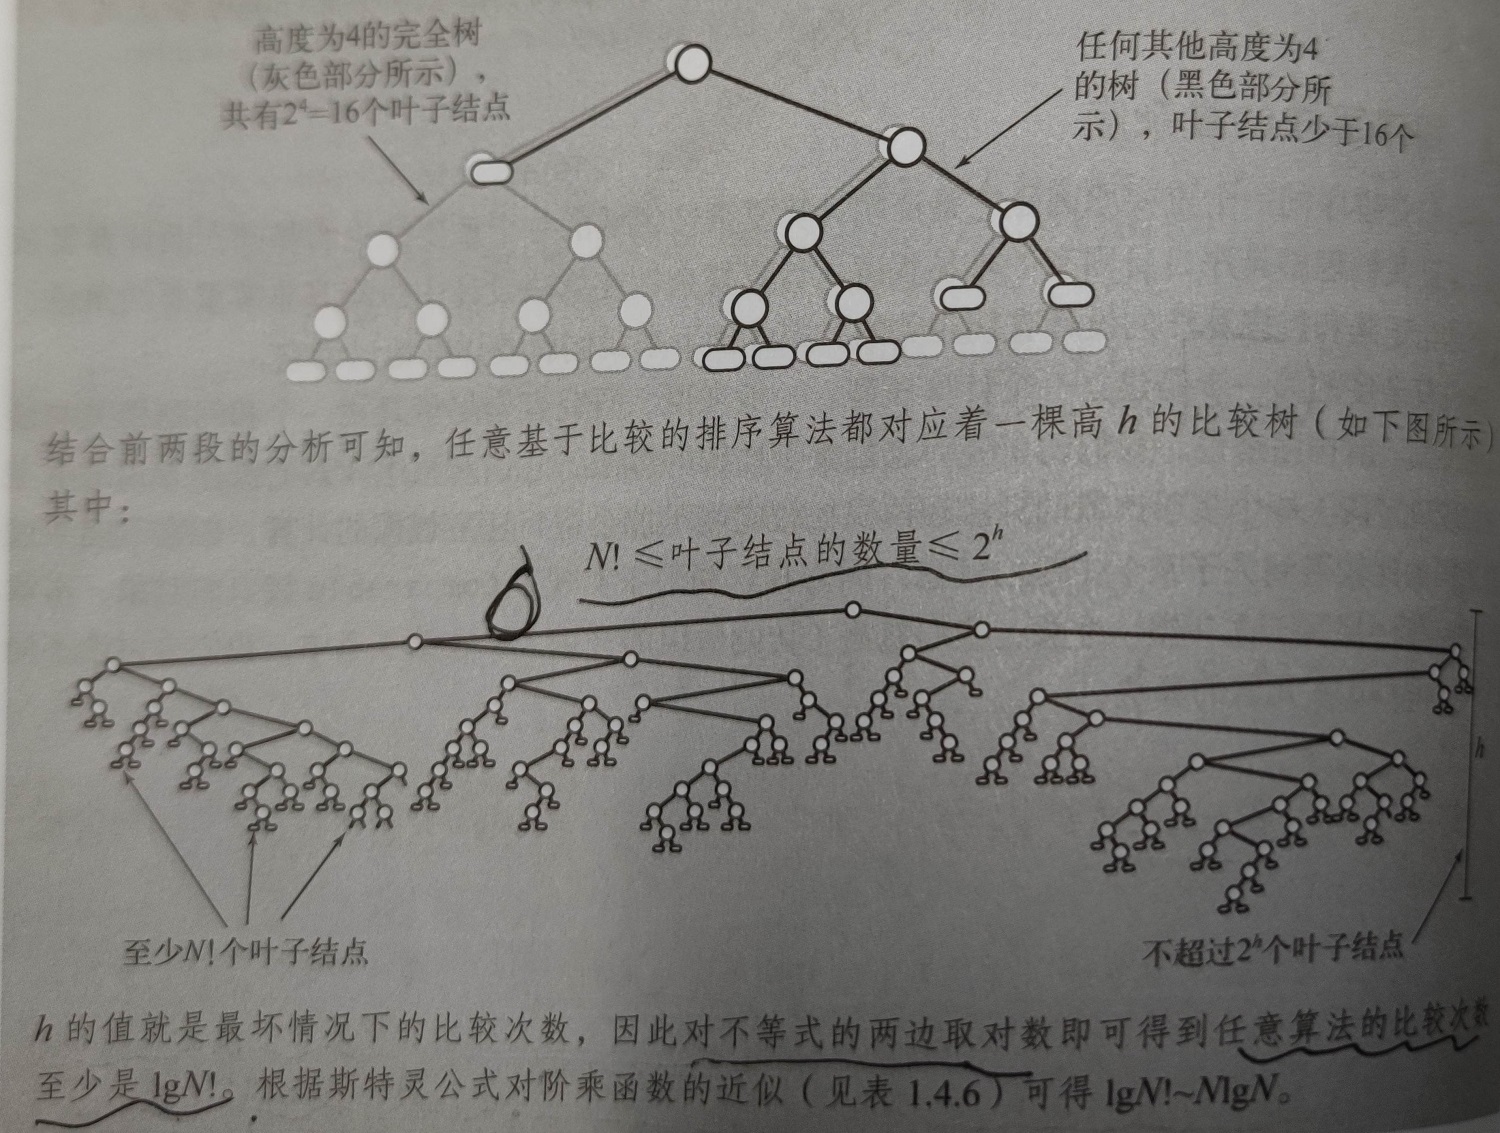 高度为4的完全树
（灰色部分所示），
共有2⁴=16个叶子结点
任何其他高度为4
的树（黑色部分所
示），叶子结点少于16个
结合前两段的分析可知，任意基于比较的排序算法都对应着一棵高 h 的比较树（如下图所示）
其中：
N! ≤叶子结点的数量≤ 2ʰ
h
至少N!个叶子结点
不超过2ʰ个叶子结点
h 的值就是最坏情况下的比较次数，因此对不等式的两边取对数即可得到任意算法的比较次数
至少是 lgN!。根据斯特灵公式对阶乘函数的近似（见表 1.4.6）可得 lgN!~NlgN。